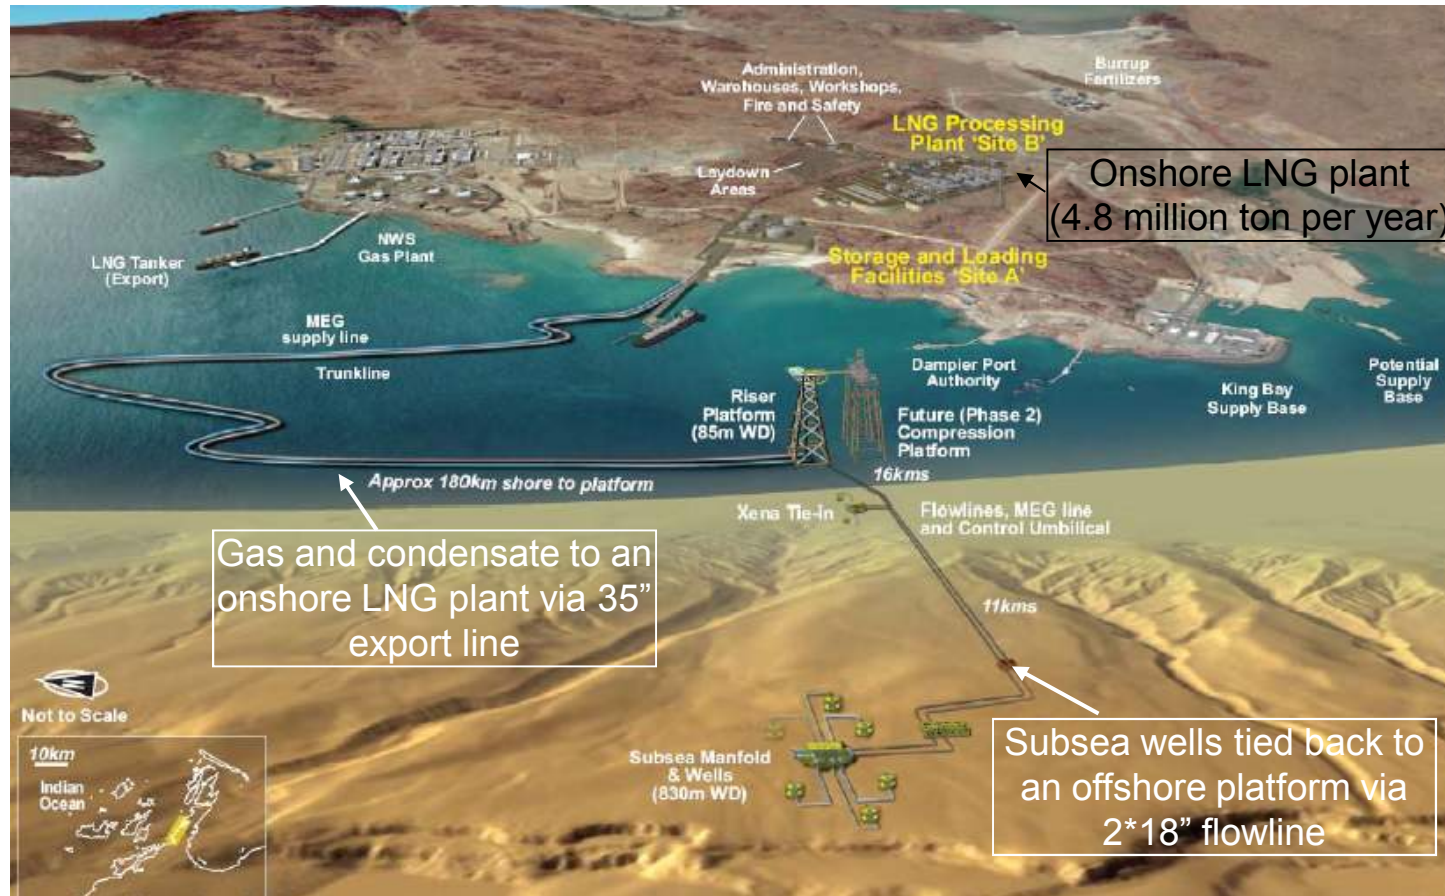 Administration,
Warehouses, Workshops,
Fire and Safety
Burrup
Fertilizers
LNG Processing
Plant 'Site B'
Onshore LNG plant
(4.8 million ton per year)
Laydown
Areas
NWS
Gas Plant
LNG Tanker
(Export)
Storage and Loading
Facilities 'Site A'
MEG
supply line
Trunkline
Dampier Port
Authority
King Bay
Supply Base
Potential
Supply
Base
Riser
Platform
(85m WD)
Future (Phase 2)
Compression
Platform
Approx 180km shore to platform
16kms
Xena Tie-In
Flowlines, MEG line
and Control Umbilical
Gas and condensate to an
onshore LNG plant via 35”
export line
11kms
Not to Scale
10km
Indian
Ocean
Subsea Manfold
& Wells
(830m WD)
Subsea wells tied back to
an offshore platform via
2*18” flowline